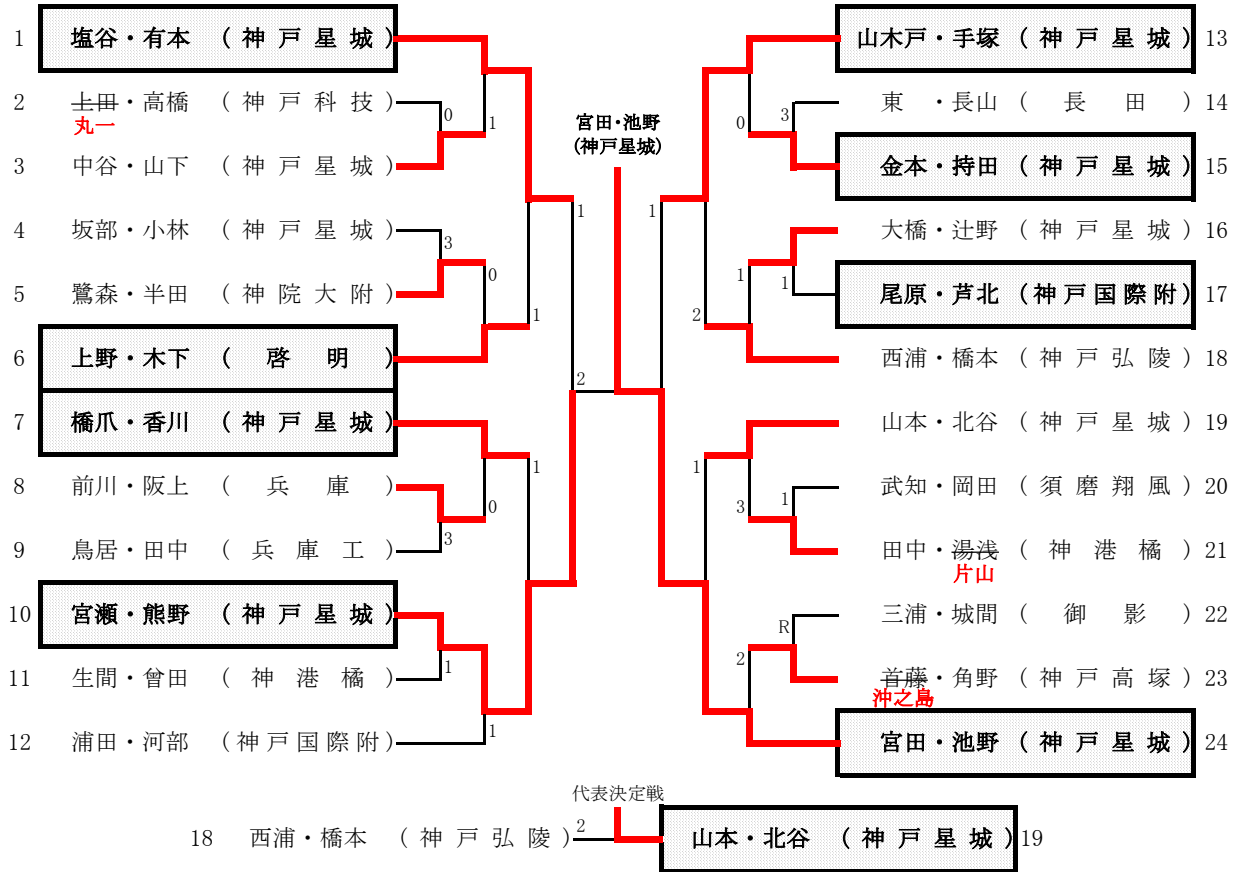 1 塩谷・有本 (神戸星城)
2 上田・高橋 (神戸科技)
丸一
3 中谷・山下 (神戸星城)
4 坂部・小林 (神戸星城)
5 鷺森・半田 (神院大附)
6 上野・木下 (啓明)
7 橋爪・香川 (神戸星城)
8 前川・阪上 (兵庫)
9 鳥居・田中 (兵庫工)
10 宮瀬・熊野 (神戸星城)
11 生間・曾田 (神港橘)
12 浦田・河部 (神戸国際附)
0
1
3
0
1
1
0
3
1
1
1
2
宮田・池野
(神戸星城)
山木戸・手塚 (神戸星城) 13
東・長山 (長田) 14
金本・持田 (神戸星城) 15
大橋・辻野 (神戸星城) 16
尾原・芦北 (神戸国際附) 17
西浦・橋本 (神戸弘陵) 18
山本・北谷 (神戸星城) 19
武知・岡田 (須磨翔風) 20
田中・湯浅 (神港橘) 21
片山
三浦・城間 (御影) 22
首藤・角野 (神戸高塚) 23
沖之島
宮田・池野 (神戸星城) 24
0
3
1
1
1
2
1
3
1
R
2
代表決定戦
18 西浦・橋本 (神戸弘陵) 2 山本・北谷 (神戸星城) 19